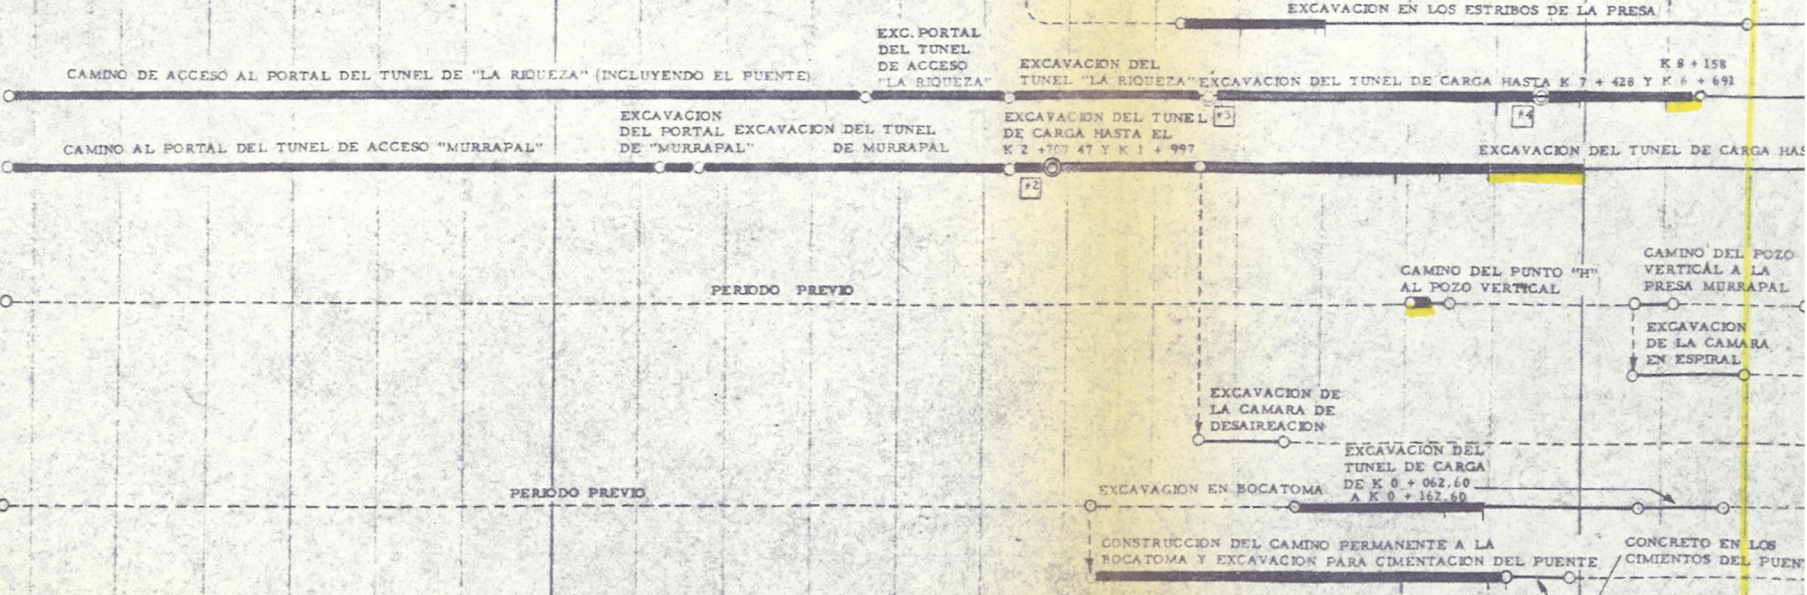 EXCAVACION EN LOS ESTRIBOS DE LA PRESA
CAMINO DE ACCESO AL PORTAL DEL TUNEL DE "LA RIQUEZA" (INCLUYENDO EL PUENTE)
EXC. PORTAL
DEL TUNEL
DE ACCESO
"LA RIQUEZA"
EXCAVACION DEL
TUNEL "LA RIQUEZA"
EXCAVACION DEL TUNEL DE CARGA HASTA K 7 + 428 Y K 6 + 691
K 8 + 158
#3
#4
CAMINO AL PORTAL DEL TUNEL DE ACCESO "MURRAPAL"
EXCAVACION
DEL PORTAL
DE "MURRAPAL"
EXCAVACION DEL TUNEL
DE MURRAPAL
EXCAVACION DEL TUNEL
DE CARGA HASTA EL
K 2 +707 47 Y K 1 + 997
#2
EXCAVACION DEL TUNEL DE CARGA HAS
PERIODO PREVIO
CAMINO DEL PUNTO "H"
AL POZO VERTICAL
CAMINO DEL POZO
VERTICAL A LA
PRESA MURRAPAL
EXCAVACION
DE LA CAMARA
EN ESPIRAL
EXCAVACION DE
LA CAMARA DE
DESAIREACION
PERIODO PREVIO
EXCAVACION EN BOCATOMA
EXCAVACION DEL
TUNEL DE CARGA
DE K 0 + 062.60
A K 0 + 162.60
CONSTRUCCION DEL CAMINO PERMANENTE A LA
BOCATOMA Y EXCAVACION PARA CIMENTACION DEL PUENTE
CONCRETO EN LOS
CIMIENTOS DEL PUEN